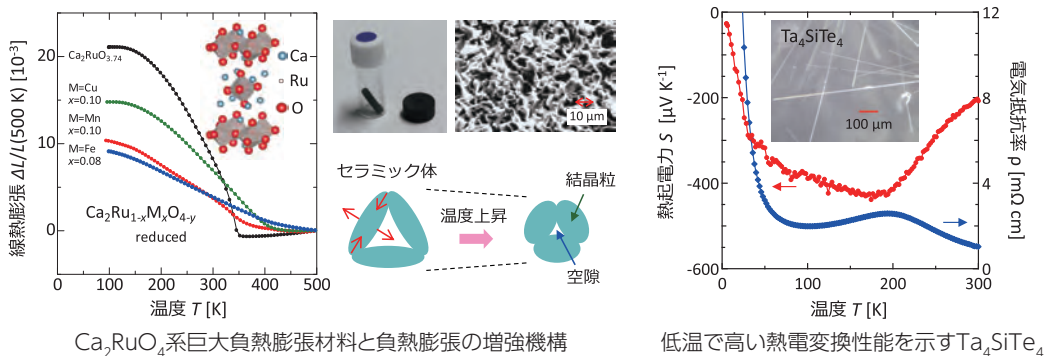 線熱膨張 ΔL/L(500 K) [10⁻³]
20
10
0
Ca₂RuO₃.₇₄
M=Cu
x=0.10
M=Mn
x=0.10
M=Fe
x=0.08
Ca₂Ru₁₋ₓMₓO₄₋ᵧ
reduced
Ca
Ru
O
0 100 200 300 400 500
温度 T [K]
10 μm
セラミック体
温度上昇
結晶粒
空隙
Ca₂RuO₄系巨大負熱膨張材料と負熱膨張の増強機構
熱起電力 S [μV K⁻¹]
0
-200
-400
-600
Ta₄SiTe₄
100 μm
12
8
4
0
電気抵抗率 ρ [mΩ cm]
0 100 200 300
温度 T [K]
低温で高い熱電変換性能を示すTa₄SiTe₄